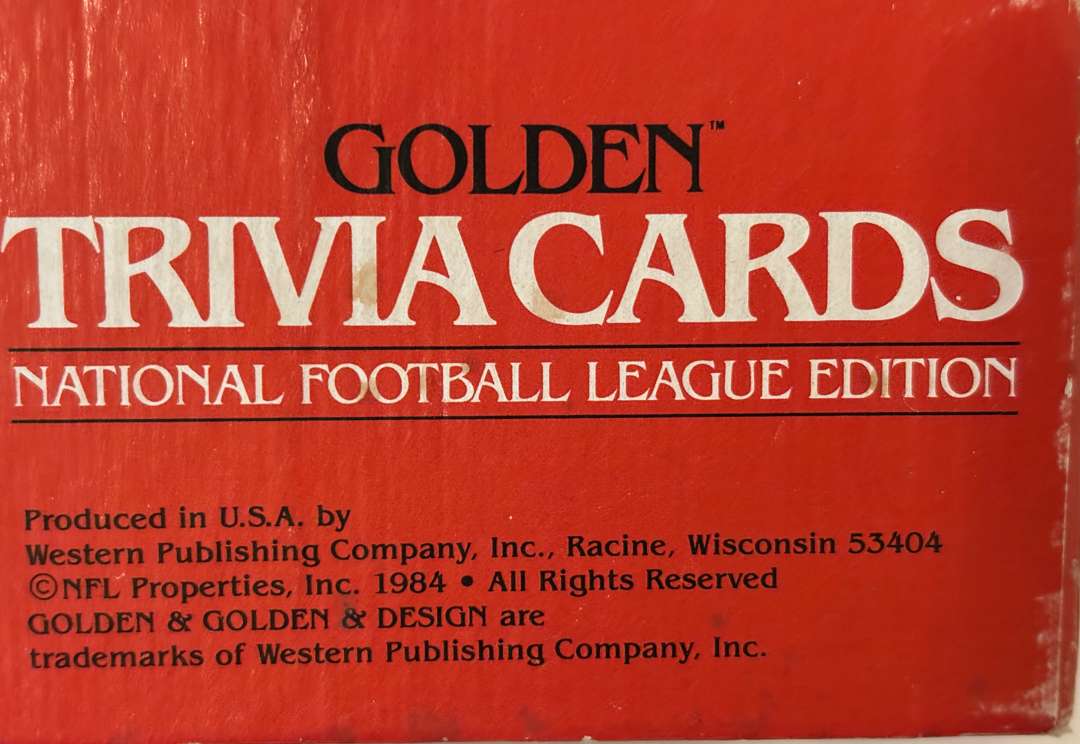 GOLDEN™
TRIVIA CARDS
NATIONAL FOOTBALL LEAGUE EDITION
Produced in U.S.A. by
Western Publishing Company, Inc., Racine, Wisconsin 53404
©NFL Properties, Inc. 1984 • All Rights Reserved
GOLDEN & GOLDEN & DESIGN are
trademarks of Western Publishing Company, Inc.